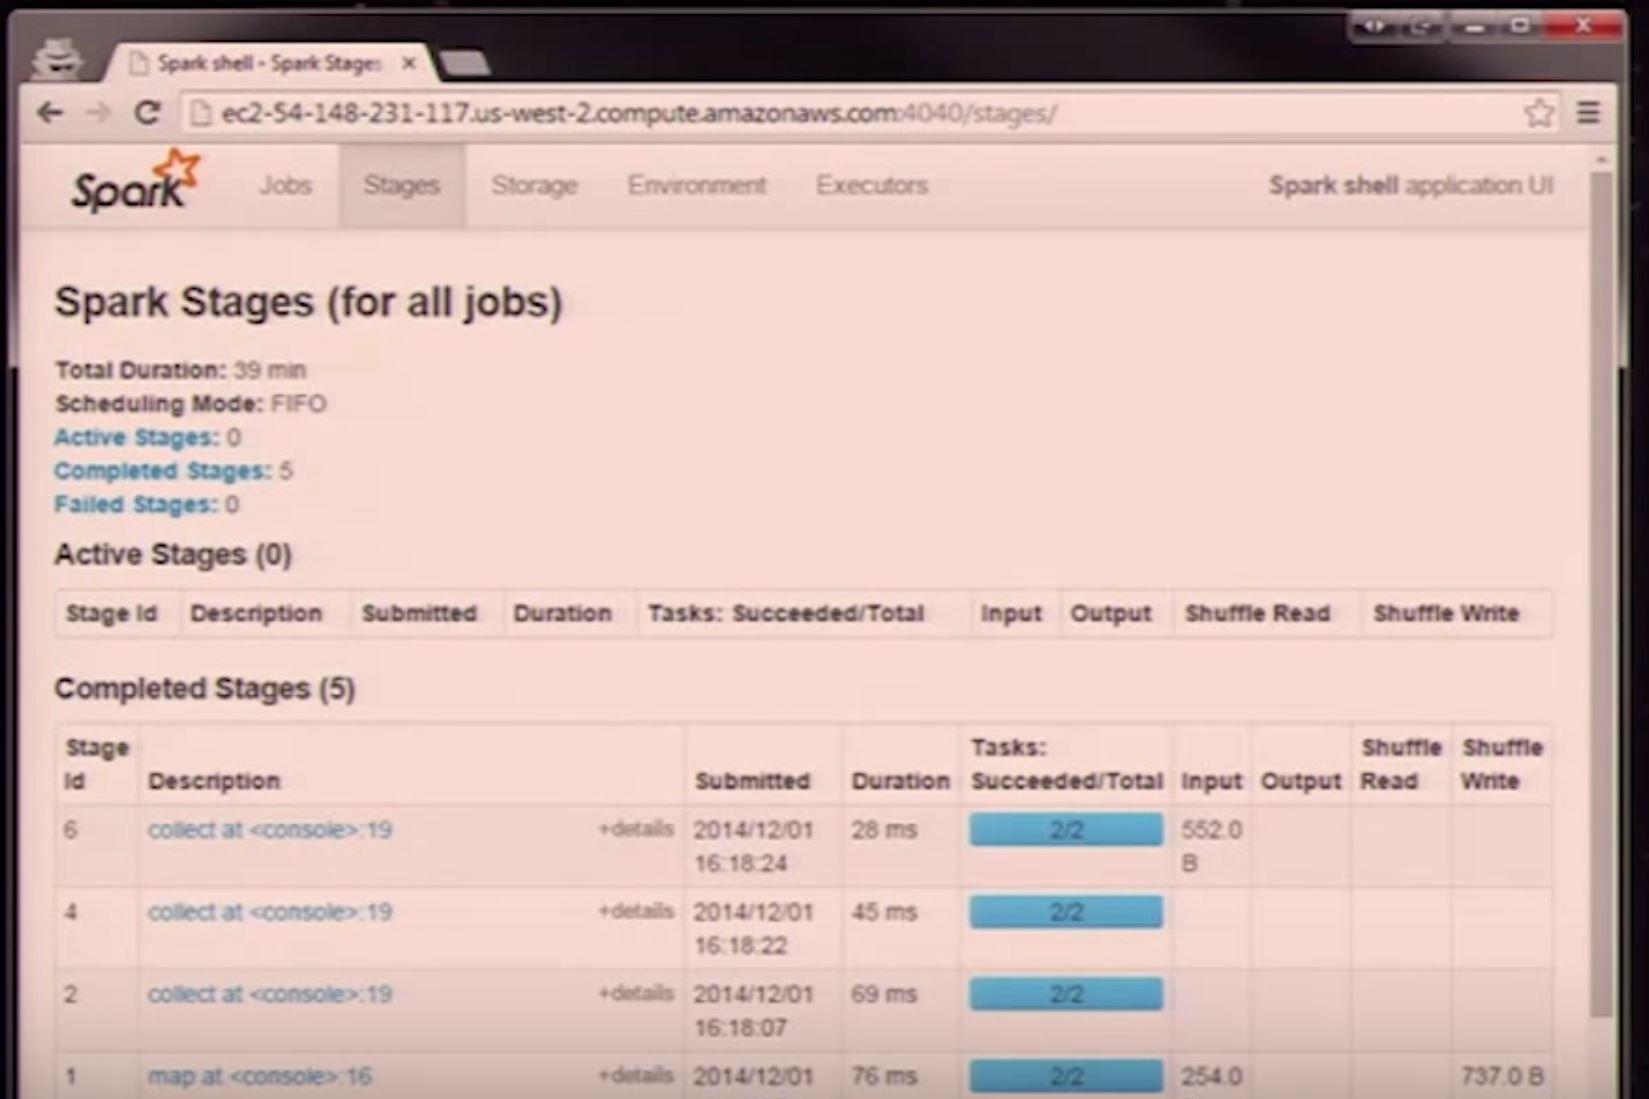 Spark shell - Spark Stages
ec2-54-148-231-117.us-west-2.compute.amazonaws.com:4040/stages/
Spark Jobs Stages Storage Environment Executors Spark shell application UI
Spark Stages (for all jobs)
Total Duration: 39 min
Scheduling Mode: FIFO
Active Stages: 0
Completed Stages: 5
Failed Stages: 0
Active Stages (0)
Stage Id Description Submitted Duration Tasks: Succeeded/Total Input Output Shuffle Read Shuffle Write
Completed Stages (5)
Stage Tasks: Shuffle Shuffle
Id Description Submitted Duration Succeeded/Total Input Output Read Write
6 collect at <console>:19 +details 2014/12/01 28 ms 2/2 552.0
16:18:24 B
4 collect at <console>:19 +details 2014/12/01 45 ms 2/2
16:18:22
2 collect at <console>:19 +details 2014/12/01 69 ms 2/2
16:18:07
1 map at <console>:16 +details 2014/12/01 76 ms 2/2 254.0 737.0 B